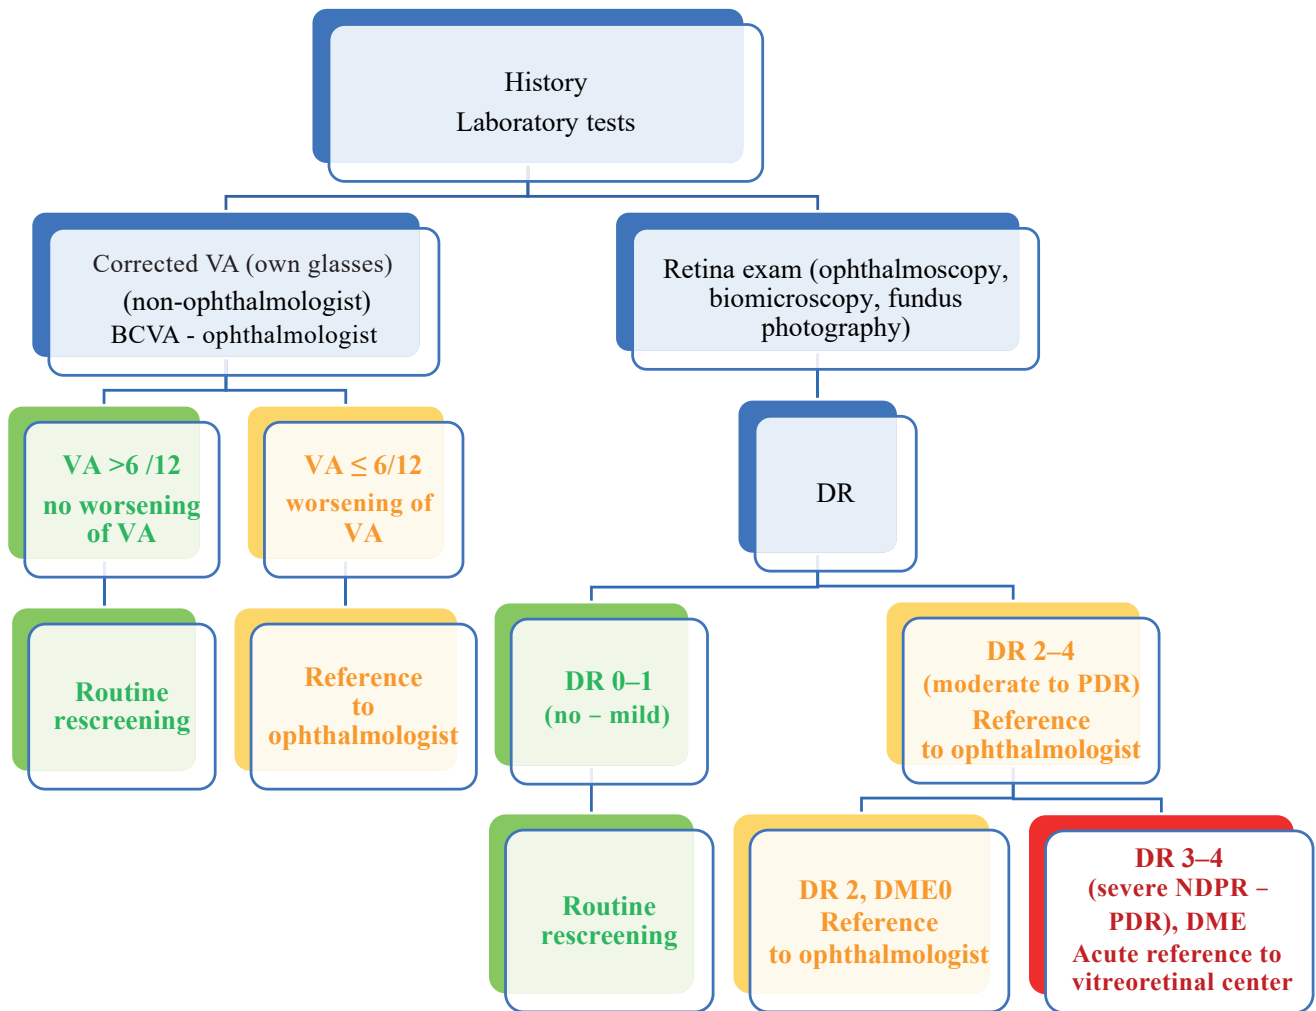 History
Laboratory tests
Corrected VA (own glasses)
(non-ophthalmologist)
BCVA - ophthalmologist
Retina exam (ophthalmoscopy,
biomicroscopy, fundus
photography)
VA >6 /12
no worsening
of VA
VA ≤ 6/12
worsening of
VA
DR
Routine
rescreening
Reference
to
ophthalmologist
DR 0–1
(no – mild)
DR 2–4
(moderate to PDR)
Reference
to ophthalmologist
Routine
rescreening
DR 2, DME0
Reference
to ophthalmologist
DR 3–4
(severe NDPR –
PDR), DME
Acute reference to
vitreoretinal center